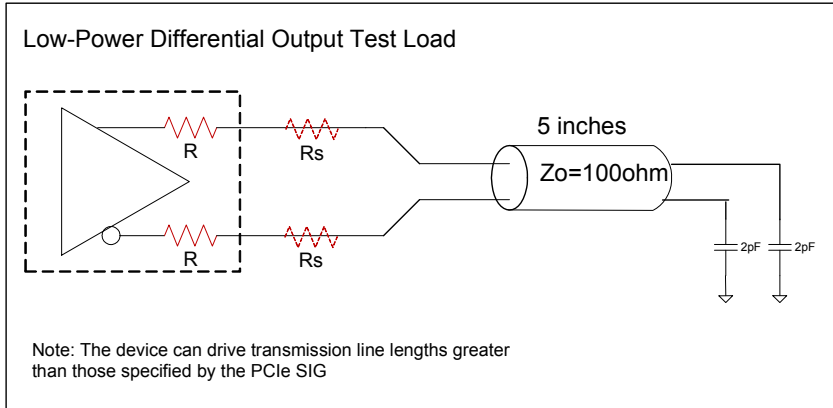 Low-Power Differential Output Test Load
R
Rs
5 inches
Zo=100ohm
R
Rs
2pF
2pF
Note: The device can drive transmission line lengths greater
than those specified by the PCIe SIG